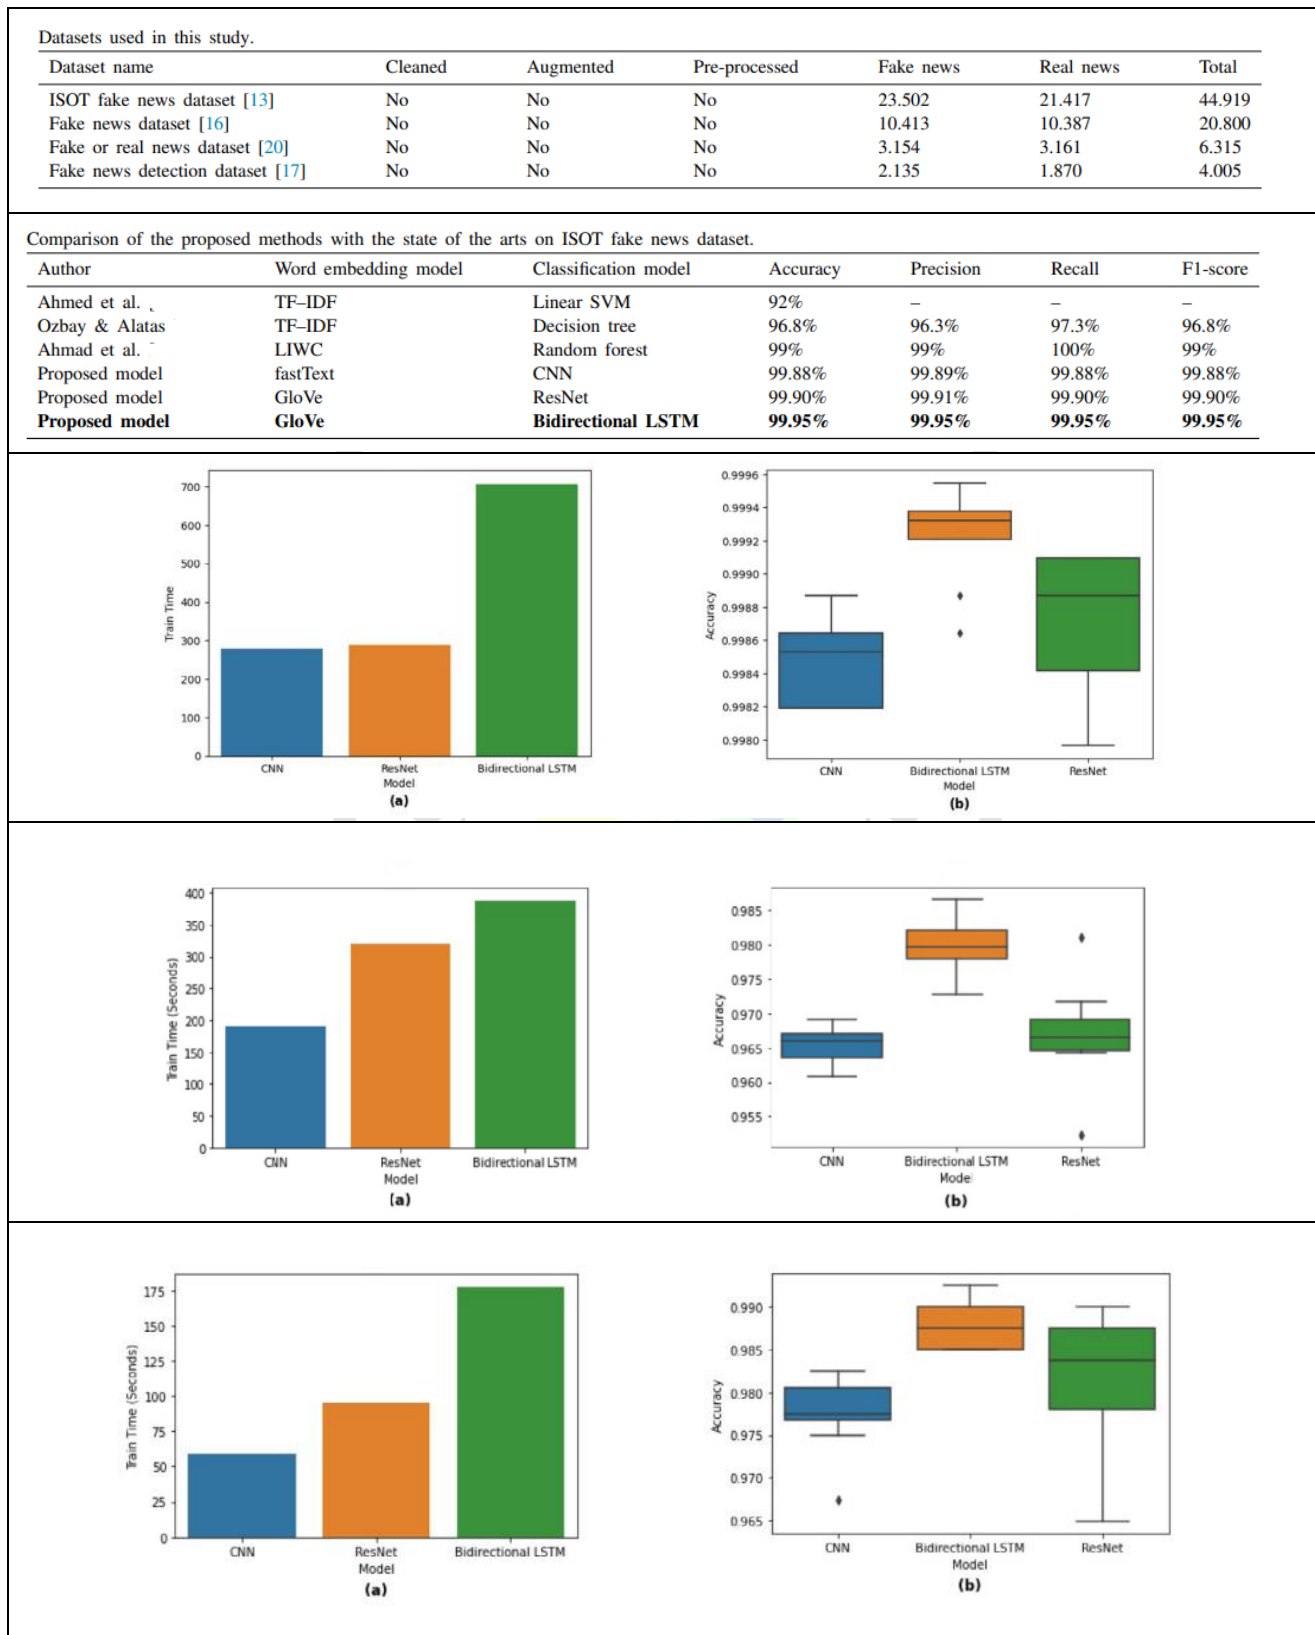 Datasets used in this study.
Dataset name Cleaned Augmented Pre-processed Fake news Real news Total
ISOT fake news dataset [13] No No No 23.502 21.417 44.919
Fake news dataset [16] No No No 10.413 10.387 20.800
Fake or real news dataset [20] No No No 3.154 3.161 6.315
Fake news detection dataset [17] No No No 2.135 1.870 4.005
Comparison of the proposed methods with the state of the arts on ISOT fake news dataset.
Author Word embedding model Classification model Accuracy Precision Recall F1-score
Ahmed et al. TF–IDF Linear SVM 92% – – –
Ozbay & Alatas TF–IDF Decision tree 96.8% 96.3% 97.3% 96.8%
Ahmad et al. LIWC Random forest 99% 99% 100% 99%
Proposed model fastText CNN 99.88% 99.89% 99.88% 99.88%
Proposed model GloVe ResNet 99.90% 99.91% 99.90% 99.90%
Proposed model GloVe Bidirectional LSTM 99.95% 99.95% 99.95% 99.95%
Train Time
700
600
500
400
300
200
100
0
CNN ResNet Bidirectional LSTM
Model
(a)
Accuracy
0.9996
0.9994
0.9992
0.9990
0.9988
0.9986
0.9984
0.9982
0.9980
CNN Bidirectional LSTM ResNet
Model
(b)
Train Time (Seconds)
400
350
300
250
200
150
100
50
0
CNN ResNet Bidirectional LSTM
Model
(a)
Accuracy
0.985
0.980
0.975
0.970
0.965
0.960
0.955
CNN Bidirectional LSTM ResNet
Model
(b)
Train Time (Seconds)
175
150
125
100
75
50
25
0
CNN ResNet Bidirectional LSTM
Model
(a)
Accuracy
0.990
0.985
0.980
0.975
0.970
0.965
CNN Bidirectional LSTM ResNet
Model
(b)